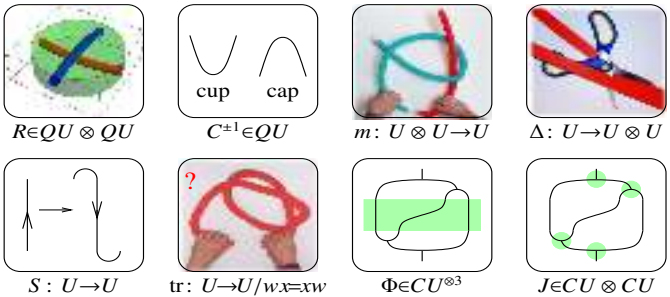 cup cap
R∈QU ⊗ QU C^{±1}∈QU m: U ⊗ U→U Δ: U→U ⊗ U
?
S: U→U tr: U→U/wx=xw Φ∈CU^{⊗3} J∈CU ⊗ CU